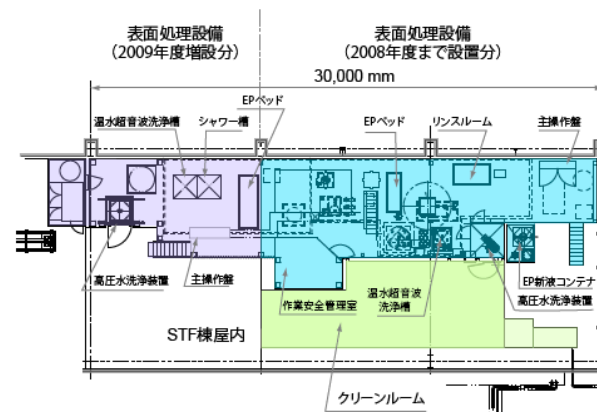 表面処理設備
（2009年度増設分）
表面処理設備
（2008年度まで設置分）
30,000 mm
EPベッド
温水超音波洗浄槽
シャワー槽
EPベッド
リンスルーム
主操作盤
高圧水洗浄装置
主操作盤
作業安全管理室
温水超音波
洗浄槽
EP新液コンテナ
高圧水洗浄装置
STF棟屋内
クリーンルーム